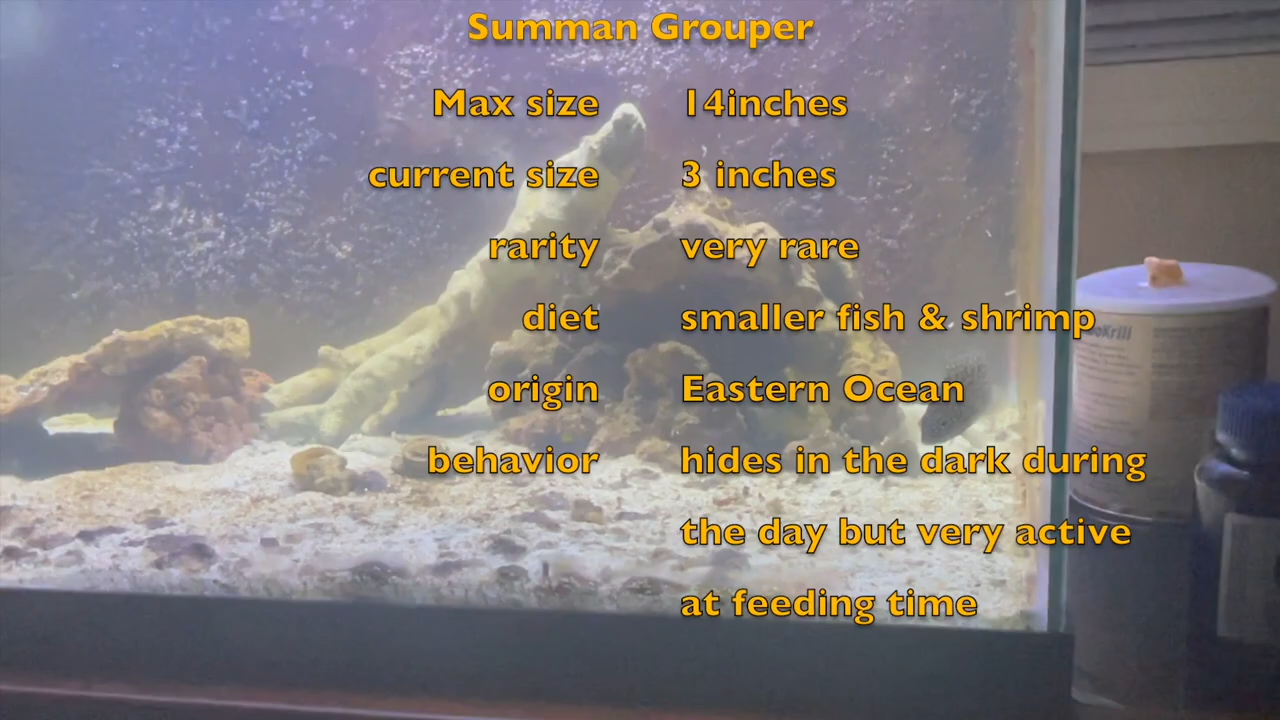 Summan Grouper
Max size 14inches
current size 3 inches
rarity very rare
diet smaller fish & shrimp
origin Eastern Ocean
behavior hides in the dark during
the day but very active
at feeding time